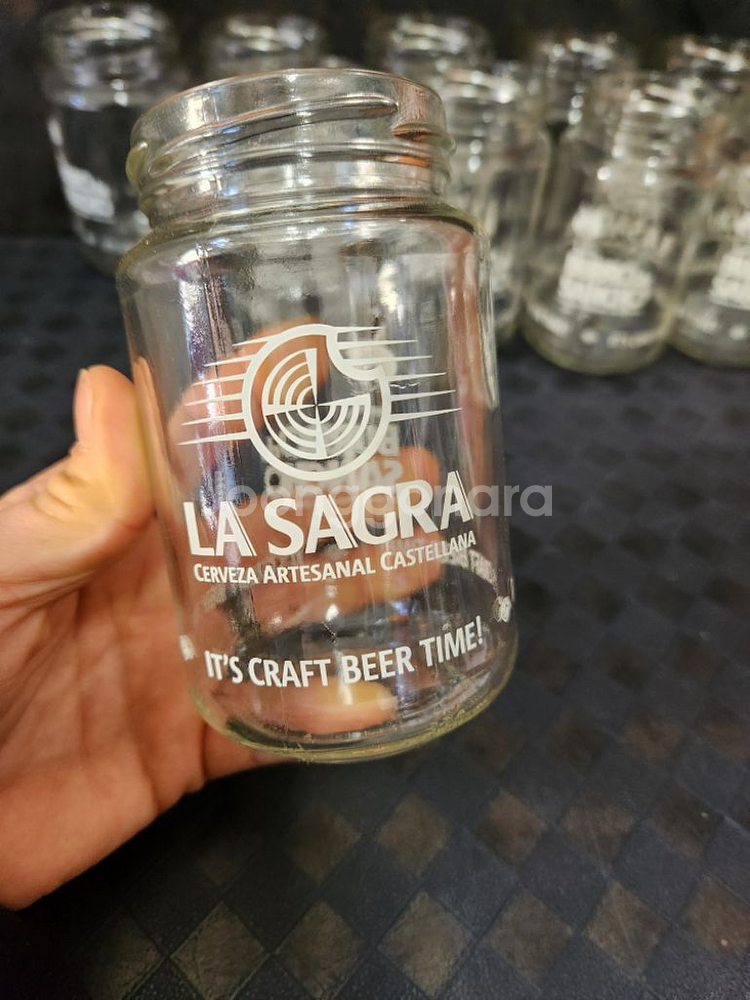 LA SAGRA
CERVEZA ARTESANAL CASTELLANA
IT'S CRAFT BEER TIME!